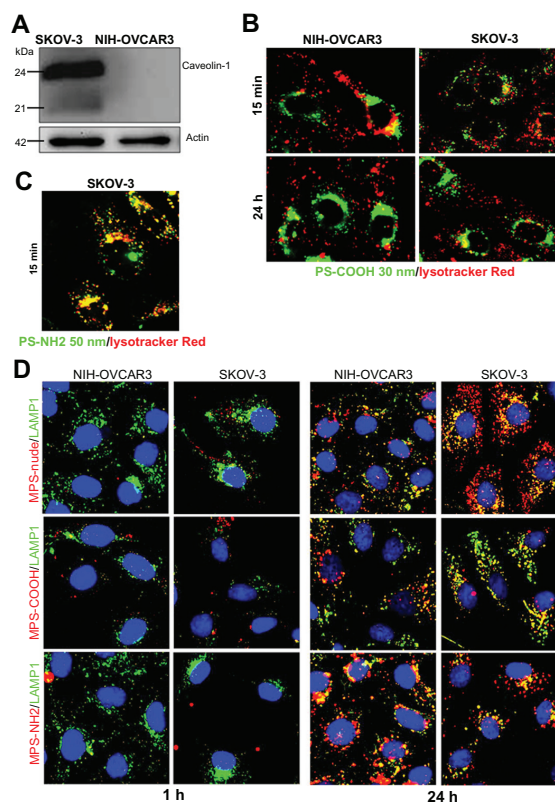 A
SKOV-3 NIH-OVCAR3
kDa
24
Caveolin-1
21
42
Actin
B
NIH-OVCAR3 SKOV-3
15 min
24 h
PS-COOH 30 nm/lysotracker Red
C
SKOV-3
15 min
PS-NH2 50 nm/lysotracker Red
D
NIH-OVCAR3 SKOV-3 NIH-OVCAR3 SKOV-3
MPS-nude/LAMP1
MPS-COOH/LAMP1
MPS-NH2/LAMP1
1 h 24 h